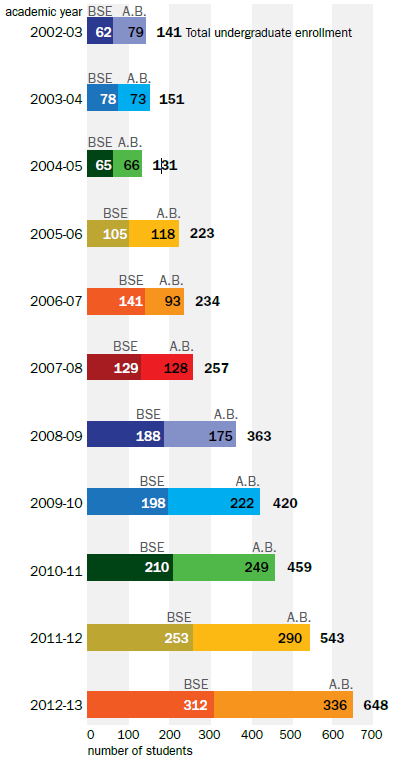 academic year BSE A.B.
2002-03 62 79 141 Total undergraduate enrollment
BSE A.B.
2003-04 78 73 151
BSE A.B.
2004-05 65 66 131
BSE A.B.
2005-06 105 118 223
BSE A.B.
2006-07 141 93 234
BSE A.B.
2007-08 129 128 257
BSE A.B.
2008-09 188 175 363
BSE A.B.
2009-10 198 222 420
BSE A.B.
2010-11 210 249 459
BSE A.B.
2011-12 253 290 543
BSE A.B.
2012-13 312 336 648
0 100 200 300 400 500 600 700
number of students